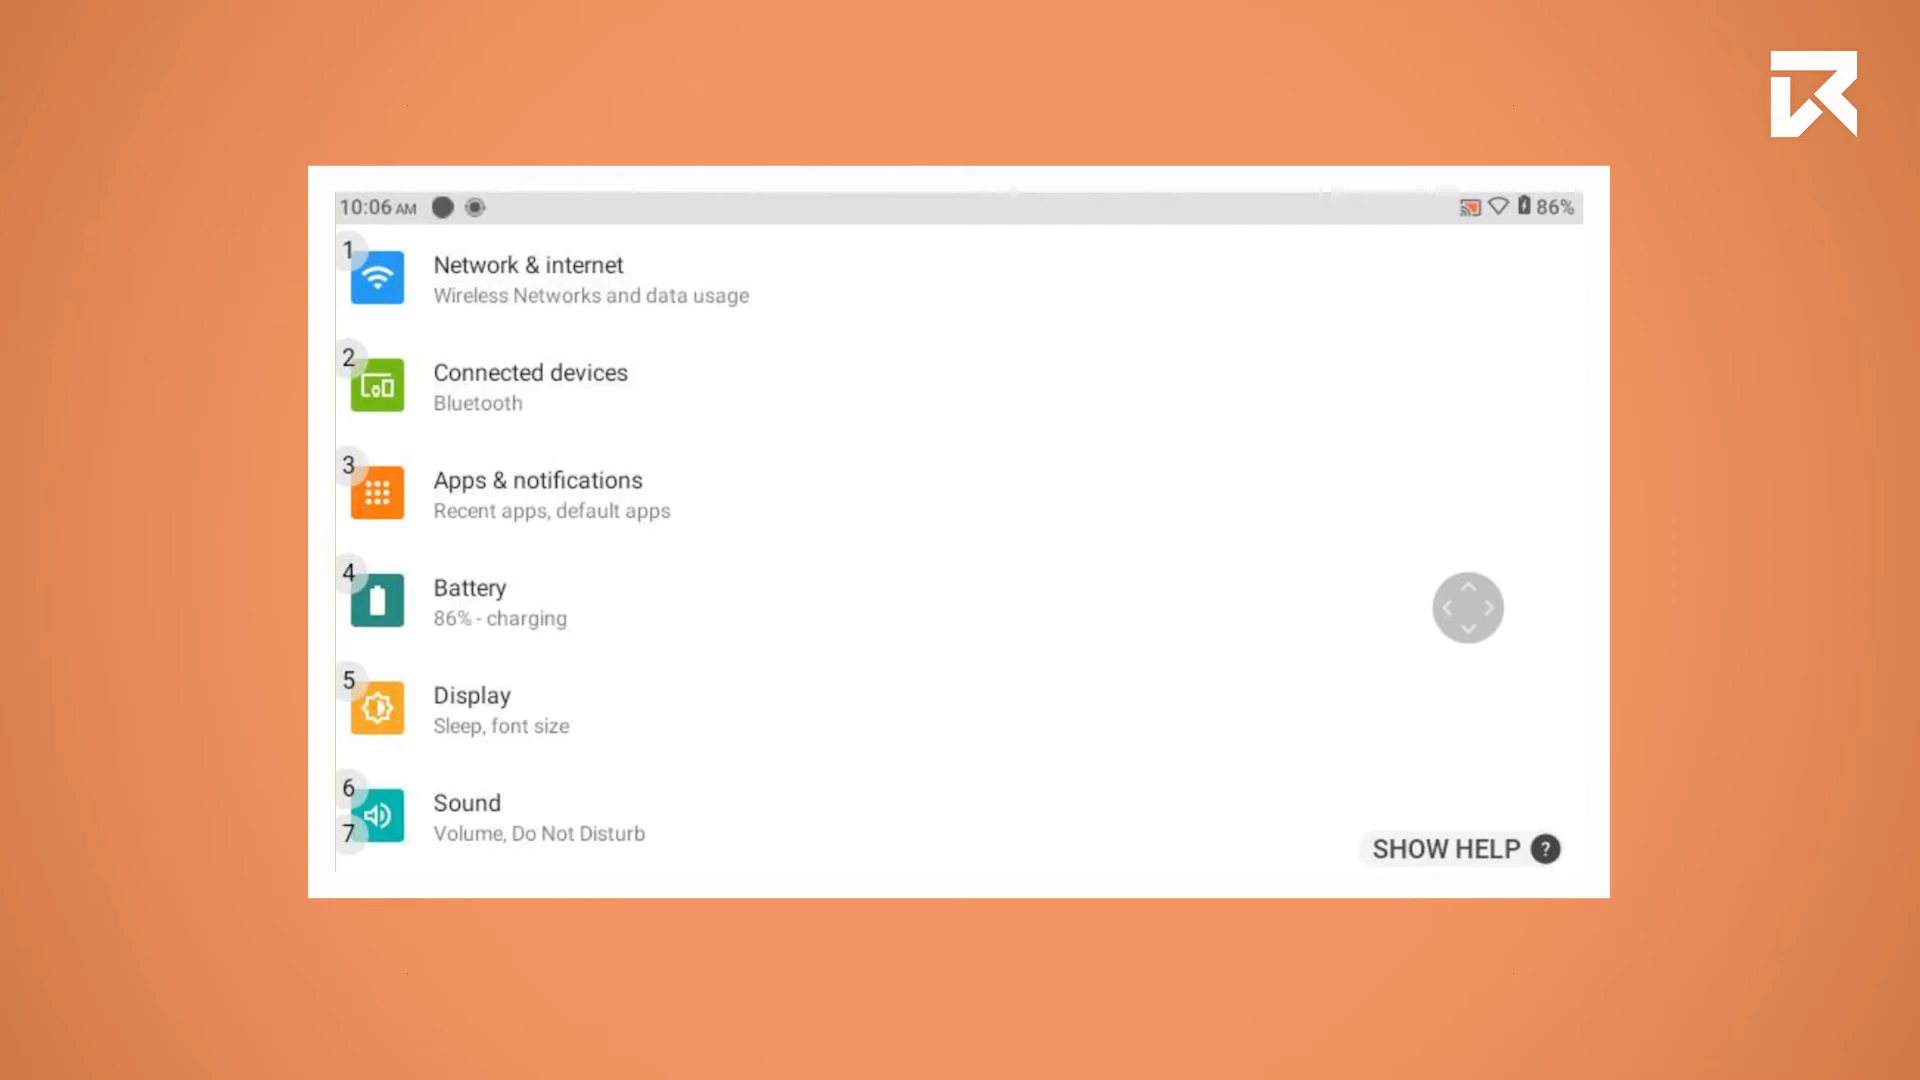 10:06 AM 86%
1
Network & internet
Wireless Networks and data usage
2
Connected devices
Bluetooth
3
Apps & notifications
Recent apps, default apps
4
Battery
86% - charging
5
Display
Sleep, font size
6
Sound
7
Volume, Do Not Disturb
SHOW HELP ?